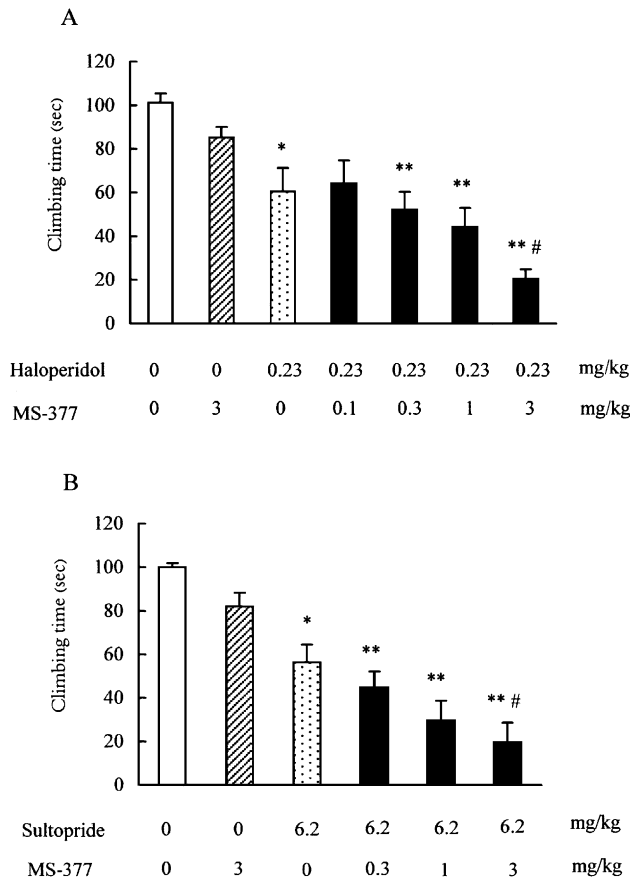 A
Climbing time (sec)
120
100
80
60
40
20
0
*
**
**
** #
Haloperidol 0 0 0.23 0.23 0.23 0.23 0.23 mg/kg
MS-377 0 3 0 0.1 0.3 1 3 mg/kg
B
Climbing time (sec)
120
100
80
60
40
20
0
*
**
**
** #
Sultopride 0 0 6.2 6.2 6.2 6.2 mg/kg
MS-377 0 3 0 0.3 1 3 mg/kg